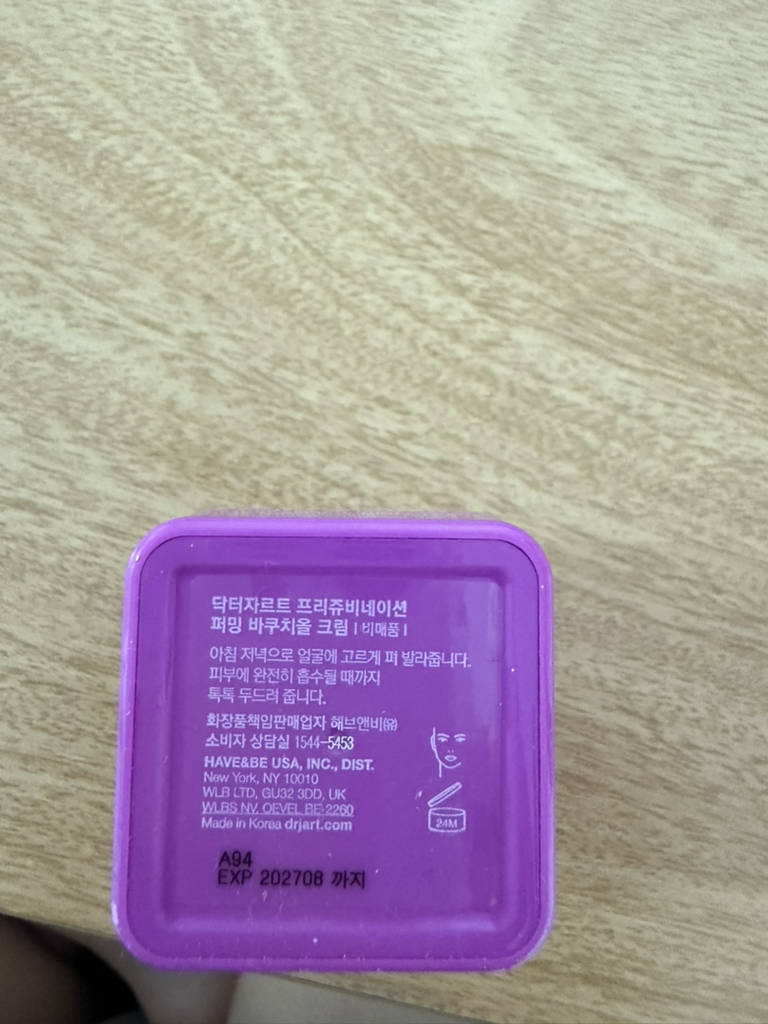 닥터자르트 프리쥬비네이션
퍼밍 바쿠치올 크림 | 비매품 |
아침 저녁으로 얼굴에 고르게 펴 발라줍니다.
피부에 완전히 흡수될 때까지
톡톡 두드려 줍니다.
화장품책임판매업자 해브앤비㈲
소비자 상담실 1544-5453
HAVE&BE USA, INC., DIST.
New York, NY 10010
WLB LTD, GU32 3DD, UK
WLBS NV. OEVEL BE-2260
Made in Korea drjart.com
24M
A94
EXP 202708 까지